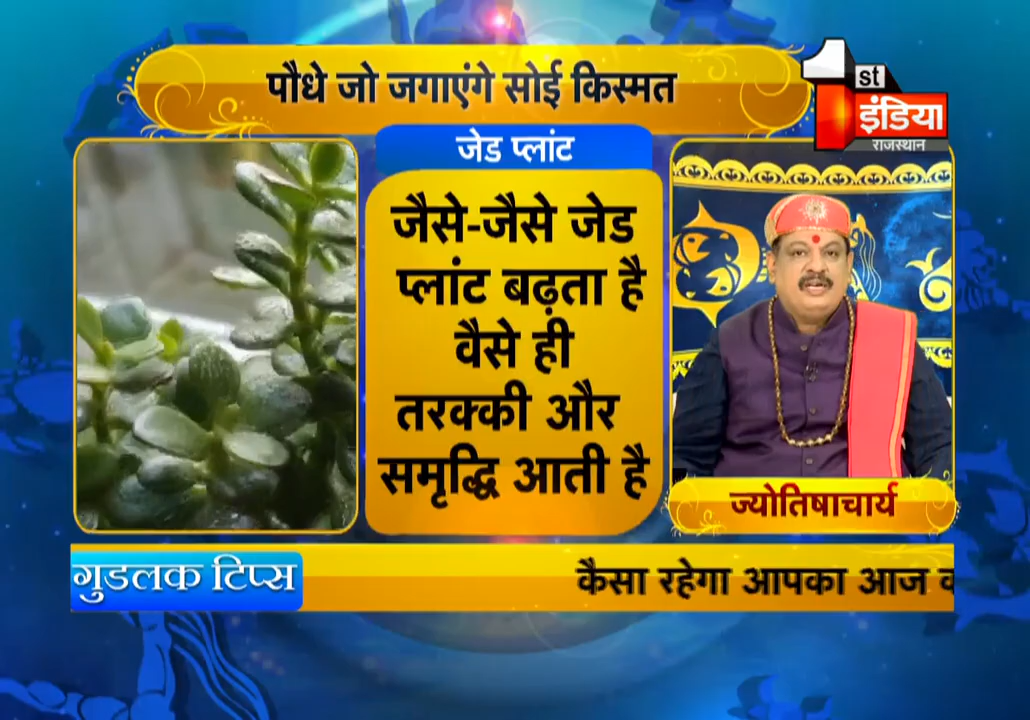 पौधे जो जगाएंगे सोई किस्मत
1st
इंडिया
राजस्थान
जेड प्लांट
जैसे-जैसे जेड
प्लांट बढ़ता है
वैसे ही
तरक्की और
समृद्धि आती है
ज्योतिषाचार्य
गुडलक टिप्स
कैसा रहेगा आपका आज